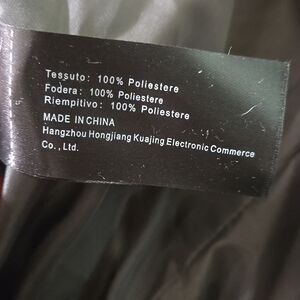 Tessuto: 100% Poliestere
Fodera: 100% Poliestere
Riempitivo: 100% Poliestere
MADE IN CHINA
Hangzhou Hongjiang Kuajing Electronic Commerce
Co., Ltd.